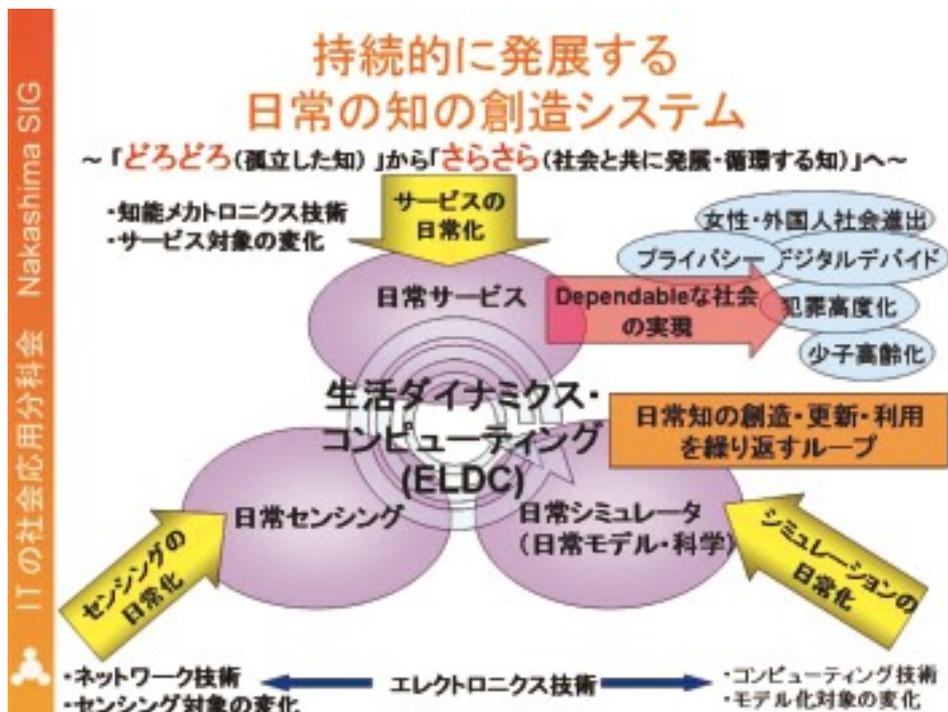 持続的に発展する
日常の知の創造システム
～「どろどろ(孤立した知)」から「さらさら(社会と共に発展・循環する知)」へ～
・知能メカトロニクス技術
・サービス対象の変化
サービスの
日常化
女性・外国人社会進出
プライバシー
デジタルデバイド
犯罪高度化
少子高齢化
日常サービス
Dependableな社会
の実現
生活ダイナミクス・
コンピューティング
(ELDC)
日常知の創造・更新・利用
を繰り返すループ
日常センシング
日常シミュレータ
(日常モデル・科学)
センシングの
日常化
シミュレーションの
日常化
・ネットワーク技術
・センシング対象の変化
エレクトロニクス技術
・コンピューティング技術
・モデル化対象の変化
ITの社会応用分科会 Nakashima SIG